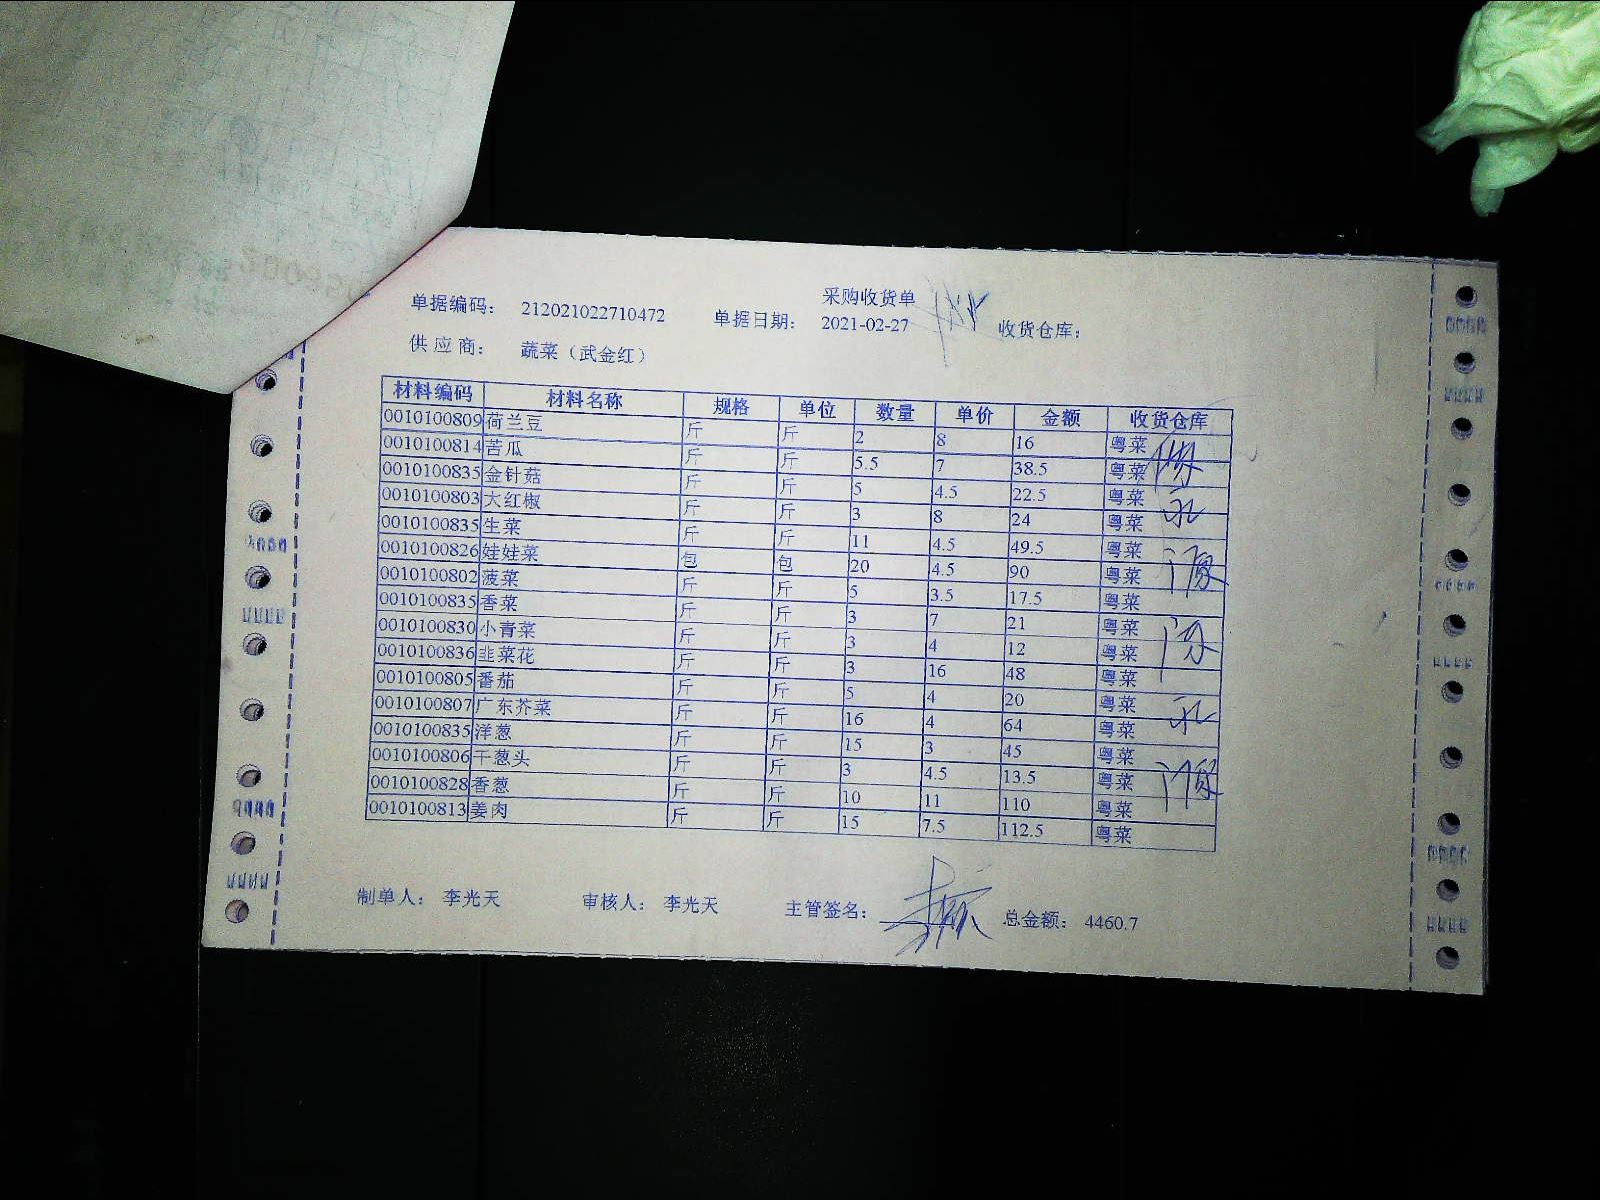 采购收货单
单据编码: 212021022710472 单据日期: 2021-02-27 收货仓库:
供应商: 蔬菜（武金红）
材料编码 材料名称 规格 单位 数量 单价 金额 收货仓库
0010100809 荷兰豆 斤 斤 2 8 16 粤菜
0010100814 苦瓜 斤 斤 5.5 7 38.5 粤菜
0010100835 金针菇 斤 斤 5 4.5 22.5 粤菜
0010100803 大红椒 斤 斤 3 8 24 粤菜
0010100835 生菜 斤 斤 11 4.5 49.5 粤菜
0010100826 娃娃菜 包 包 20 4.5 90 粤菜
0010100802 菠菜 斤 斤 5 3.5 17.5 粤菜
0010100835 香菜 斤 斤 3 7 21 粤菜
0010100830 小青菜 斤 斤 3 4 12 粤菜
0010100836 韭菜花 斤 斤 3 16 48 粤菜
0010100805 番茄 斤 斤 5 4 20 粤菜
0010100807 广东芥菜 斤 斤 16 4 64 粤菜
0010100835 洋葱 斤 斤 15 3 45 粤菜
0010100806 干葱头 斤 斤 3 4.5 13.5 粤菜
0010100828 香葱 斤 斤 10 11 110 粤菜
0010100813 姜肉 斤 斤 15 7.5 112.5 粤菜
制单人: 李光天 审核人: 李光天 主管签名: 总金额: 4460.7